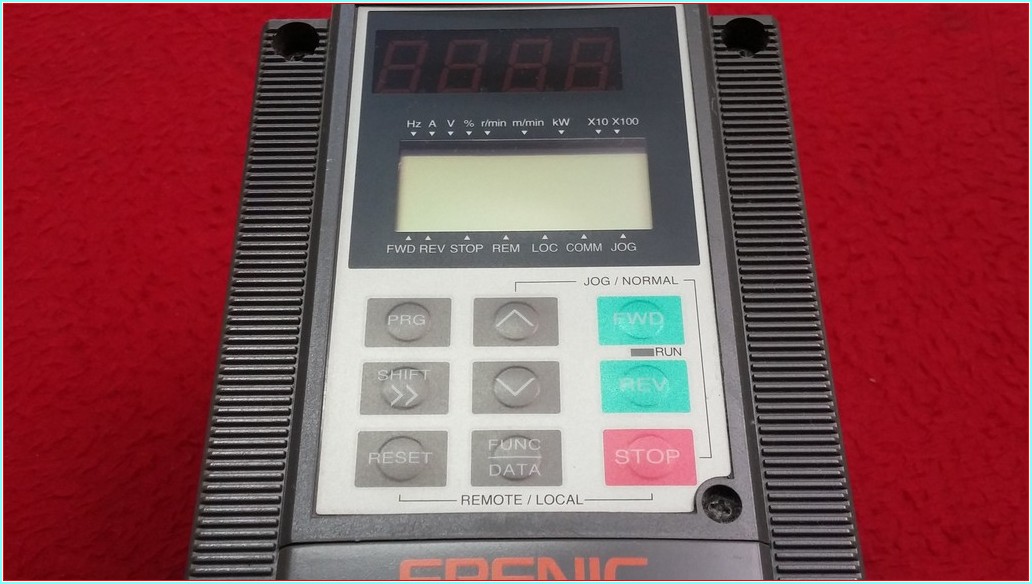 Hz A V % r/min m/min kW X10 X100
FWD REV STOP REM LOC COMM JOG
JOG / NORMAL
PRG FWD
RUN
SHIFT REV
RESET FUNC STOP
DATA
REMOTE / LOCAL
FRENIC